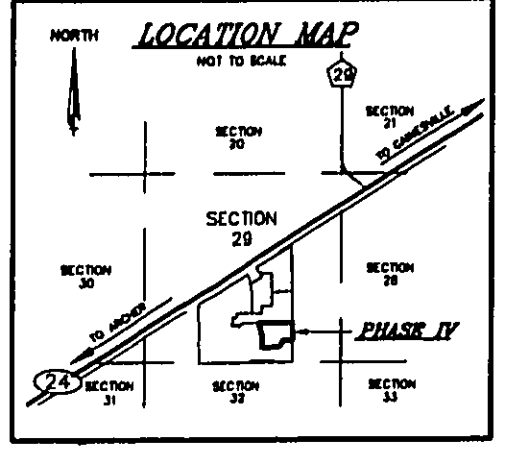 LOCATION MAP
NORTH
NOT TO SCALE
29
SECTION
21
SECTION
20
TO GAINESVILLE
SECTION
29
SECTION
30
SECTION
28
TO ARCHER
PHASE IV
24
SECTION
31
SECTION
32
SECTION
33